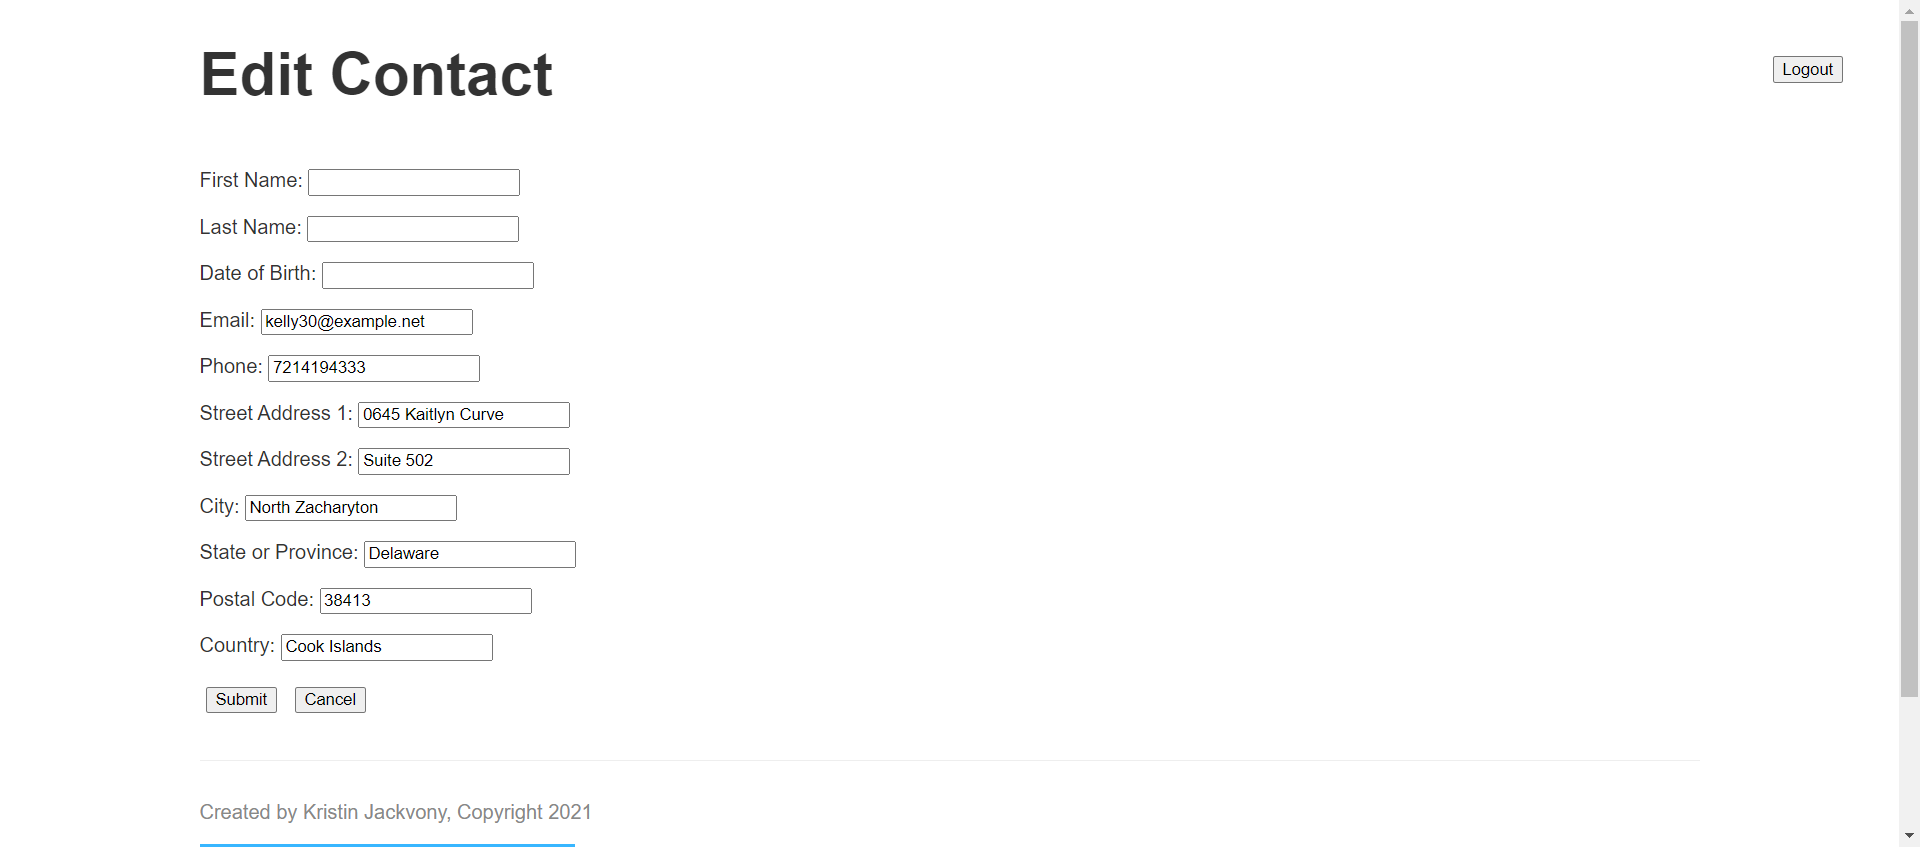 Edit Contact
Logout
First Name:
Last Name:
Date of Birth:
Email: kelly30@example.net
Phone: 7214194333
Street Address 1: 0645 Kaitlyn Curve
Street Address 2: Suite 502
City: North Zacharyton
State or Province: Delaware
Postal Code: 38413
Country: Cook Islands
Submit Cancel
Created by Kristin Jackvony, Copyright 2021